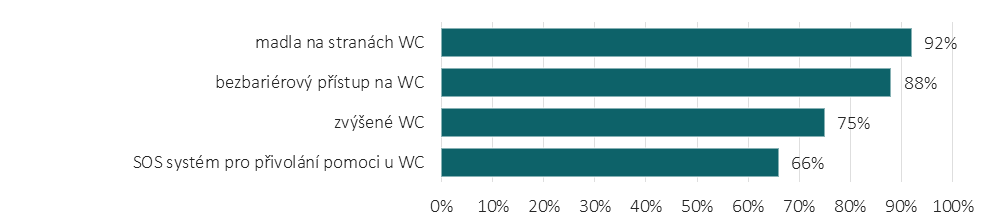 madla na stranách WC 92%
bezbariérový přístup na WC 88%
zvýšené WC 75%
SOS systém pro přivolání pomoci u WC 66%
0% 10% 20% 30% 40% 50% 60% 70% 80% 90% 100%